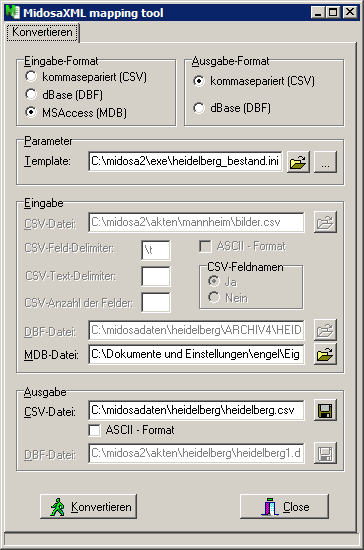 MidosaXML mapping tool
Konvertieren
Eingabe-Format
kommasepariert (CSV)
dBase (DBF)
MSAccess (MDB)
Ausgabe-Format
kommasepariert (CSV)
dBase (DBF)
Parameter
Template: C:\midosa2\exe\heidelberg_bestand.ini ...
Eingabe
CSV-Datei: C:\midosa2\akten\mannheim\bilder.csv
CSV-Feld-Delimiter: \t ASCII - Format
CSV-Text-Delimiter:
CSV-Feldnamen
Ja
CSV-Anzahl der Felder:
Nein
DBF-Datei: C:\midosadaten\heidelberg\ARCHIV4\HEID
MDB-Datei: C:\Dokumente und Einstellungen\engel\Eig
Ausgabe
CSV-Datei: C:\midosadaten\heidelberg\heidelberg.csv
ASCII - Format
DBF-Datei: C:\midosa2\akten\heidelberg\heidelberg1.d
Konvertieren Close